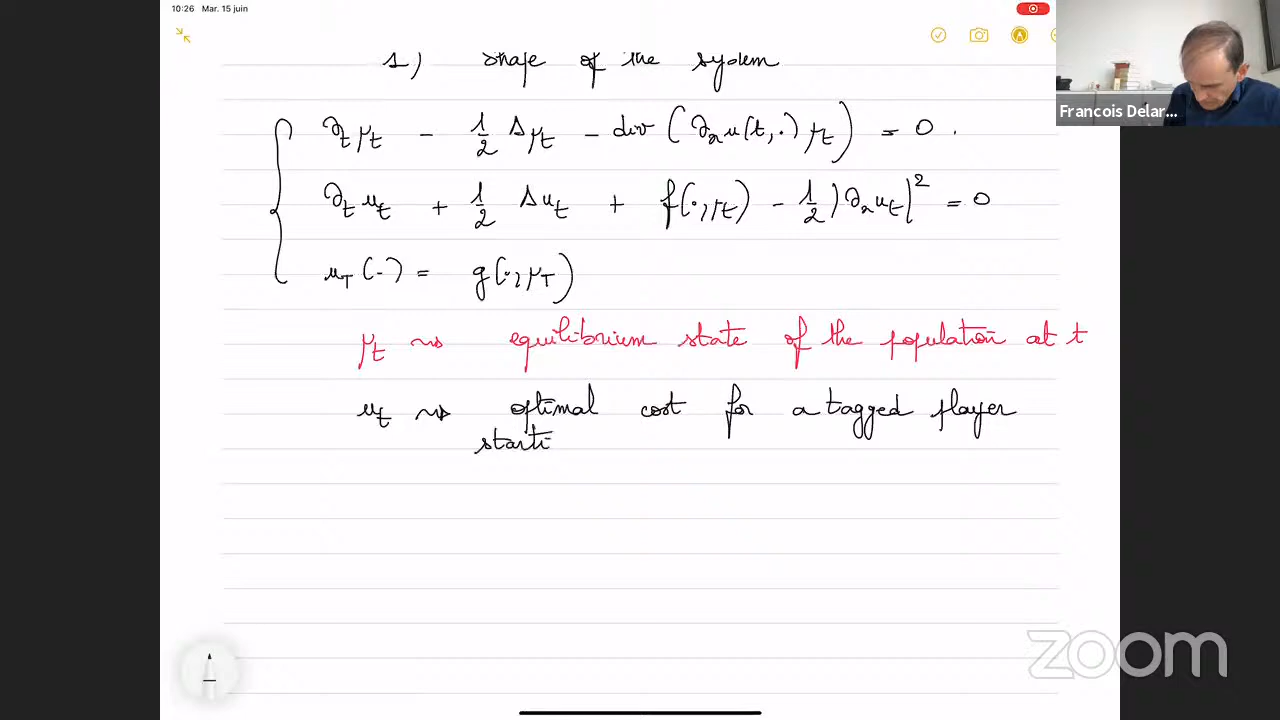 10:26 Mar. 15 juin
1) shape of the system
∂_t μ_t - 1/2 Δμ_t - div (∂_x u(t, ·) μ_t) = 0.
∂_t u_t + 1/2 Δu_t + f(·, μ_t) - 1/2 |∂_x u_t|² = 0
u_T(·) = g(·, μ_T)
μ_t ⇝ equilibrium state of the population at t
u_t ⇝ optimal cost for a tagged player
starti
Francois Delar...
zoom